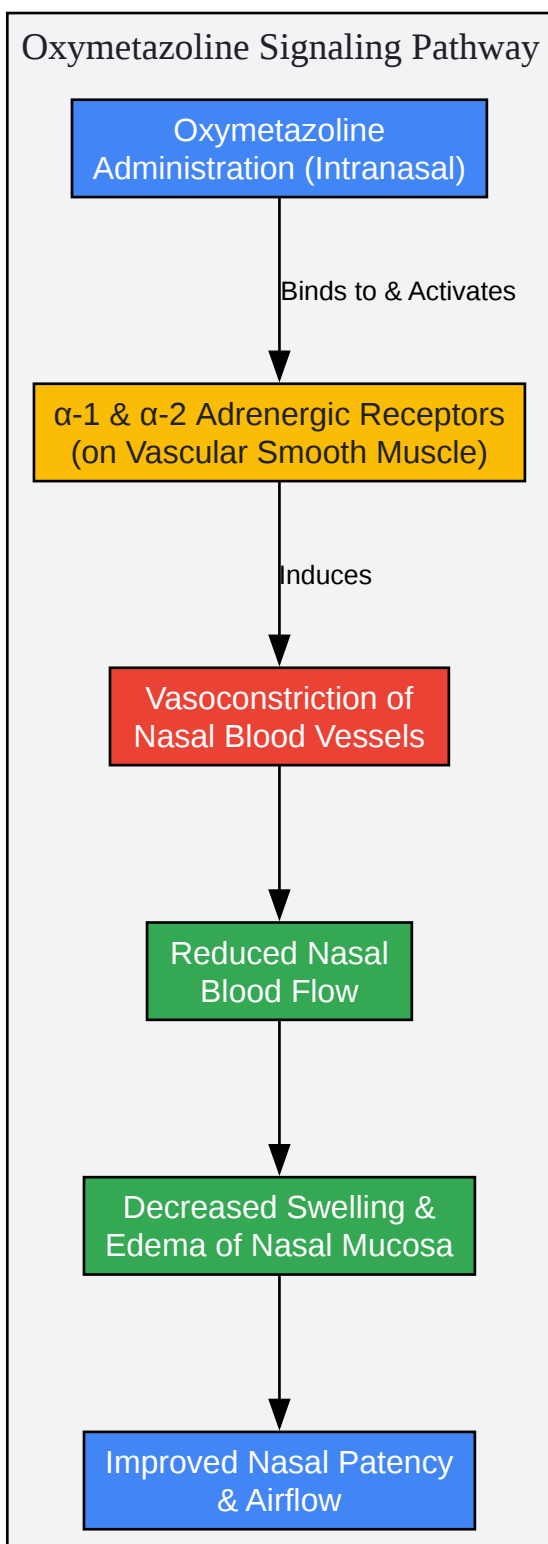 Oxymetazoline Signaling Pathway
Oxymetazoline
Administration (Intranasal)
Binds to & Activates
α-1 & α-2 Adrenergic Receptors
(on Vascular Smooth Muscle)
Induces
Vasoconstriction of
Nasal Blood Vessels
Reduced Nasal
Blood Flow
Decreased Swelling &
Edema of Nasal Mucosa
Improved Nasal Patency
& Airflow